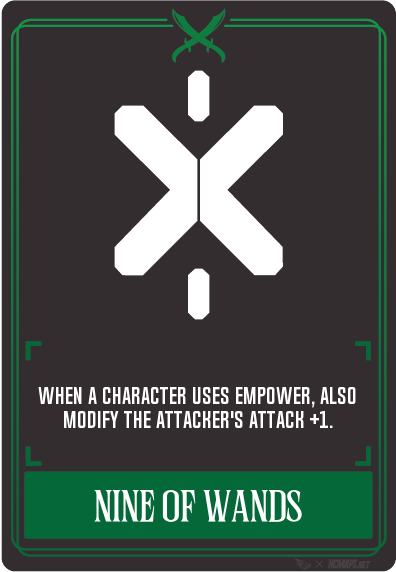 WHEN A CHARACTER USES EMPOWER, ALSO
MODIFY THE ATTACKER'S ATTACK +1.
NINE OF WANDS